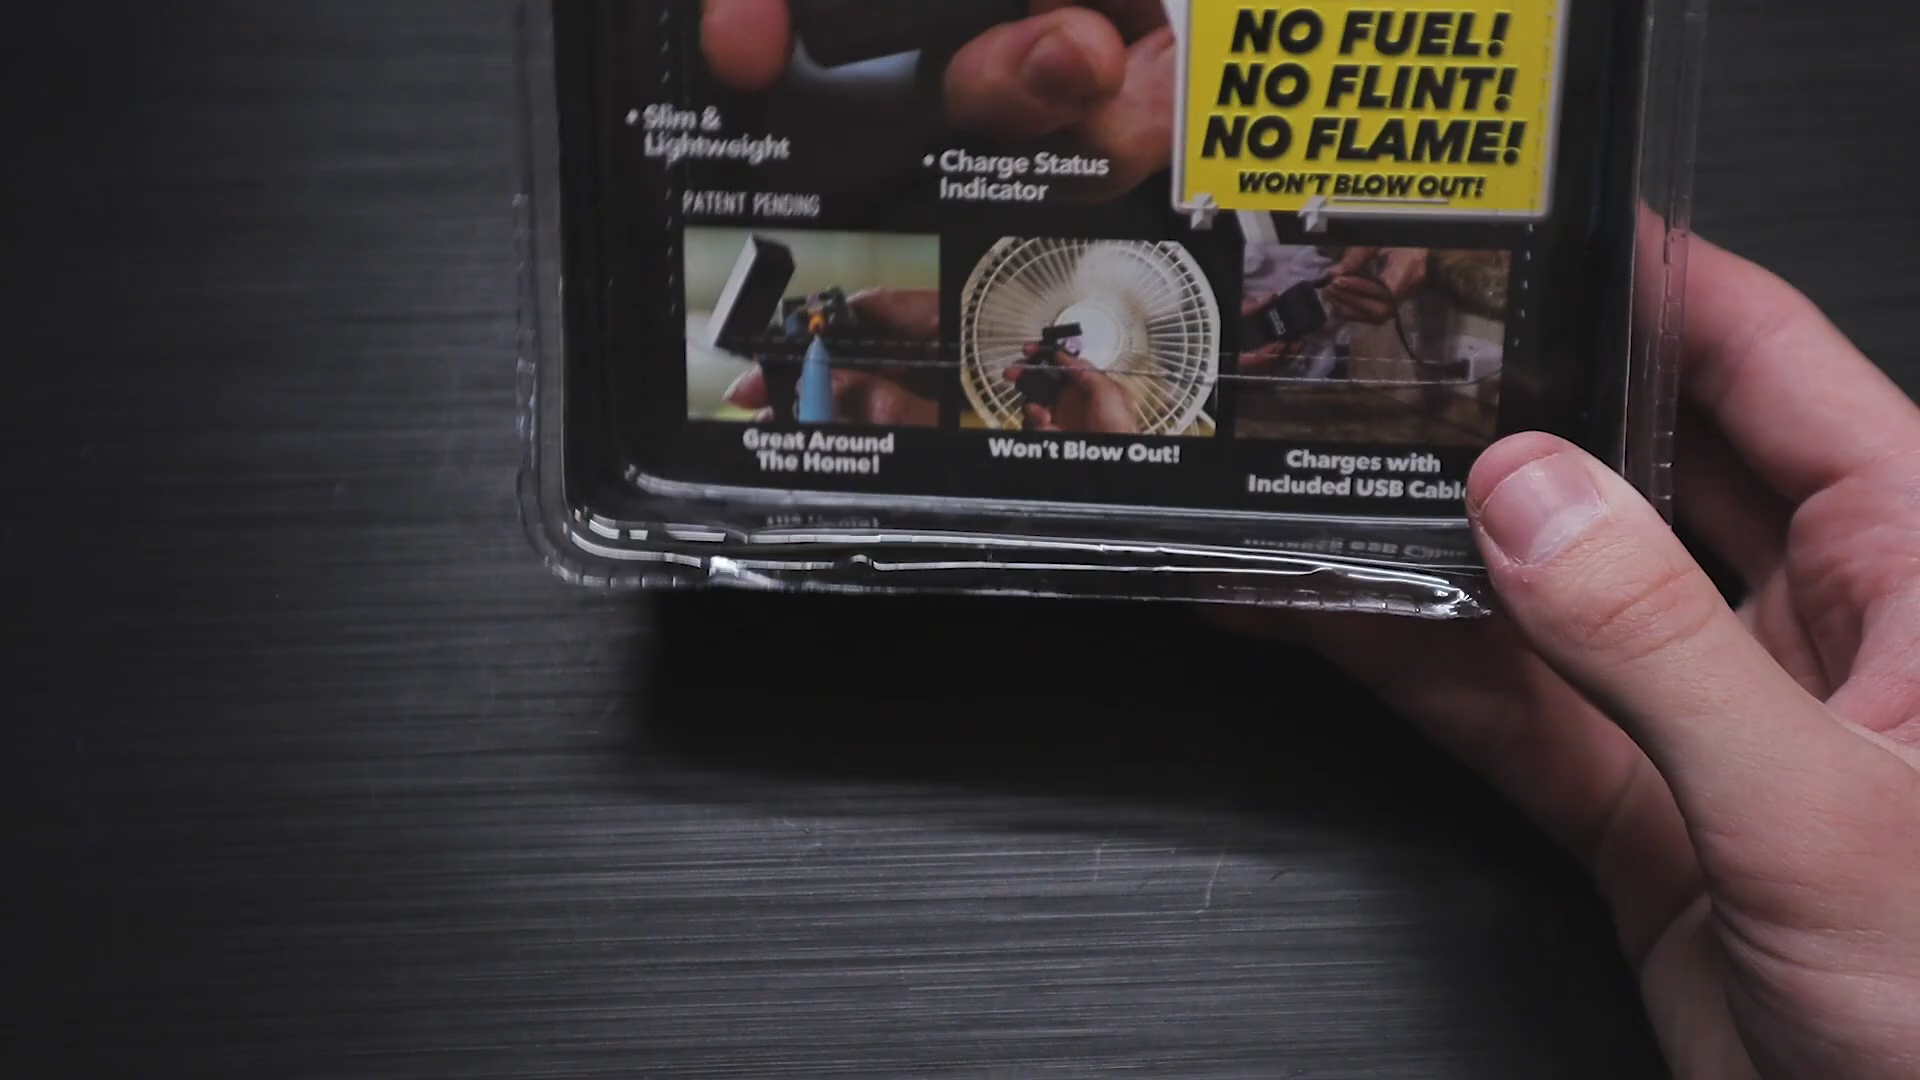 NO FUEL!
NO FLINT!
NO FLAME!
WON'T BLOW OUT!
• Slim &
Lightweight
• Charge Status
Indicator
PATENT PENDING
Great Around
The Home!
Won't Blow Out!
Charges with
Included USB Cable